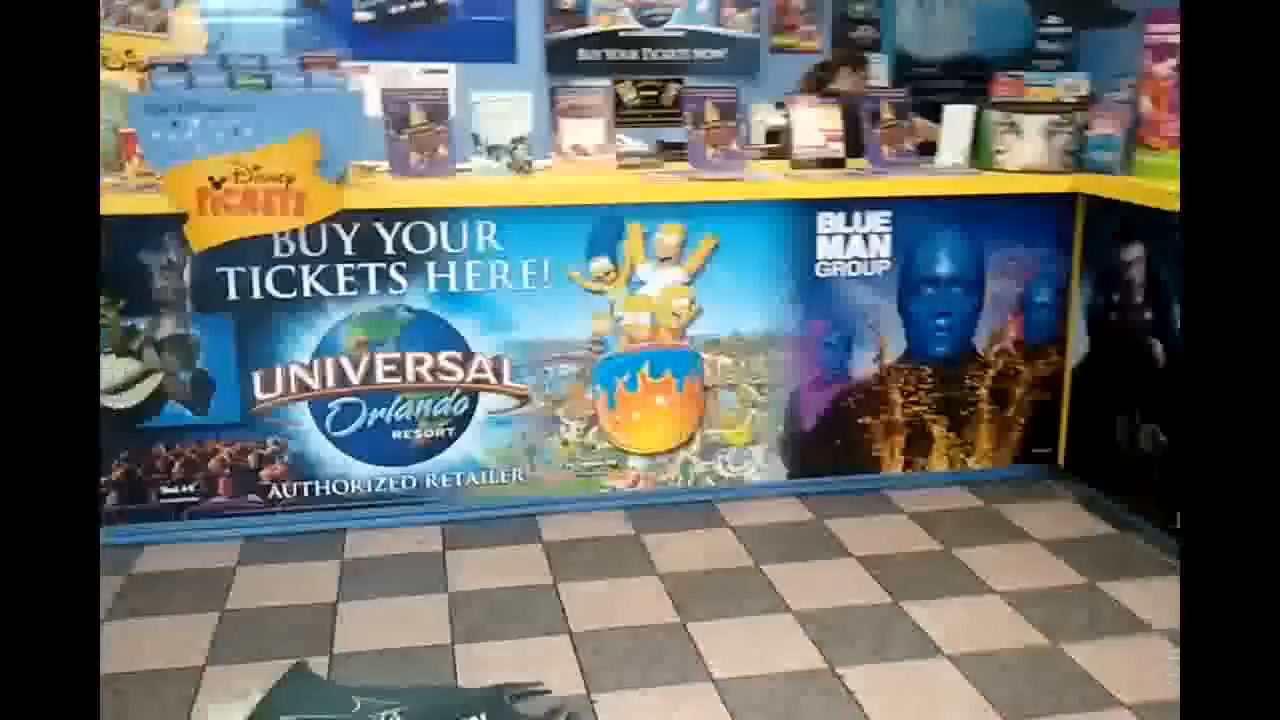 BUY YOUR TICKETS NOW!
Disney
TICKETS
BUY YOUR
TICKETS HERE!
UNIVERSAL
Orlando
RESORT
AUTHORIZED RETAILER
BLUE
MAN
GROUP